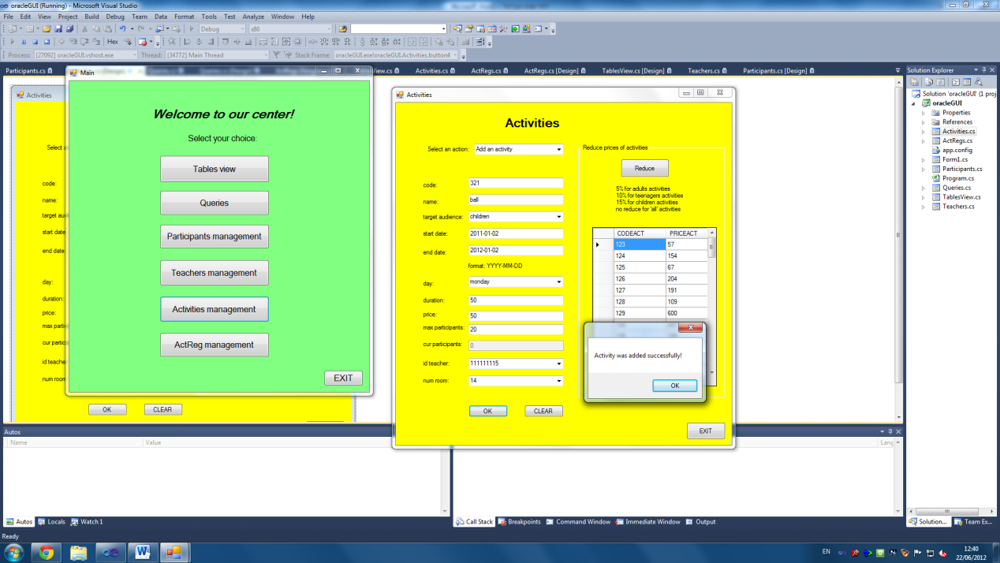 oracleGUI (Running) - Microsoft Visual Studio
File Edit View Project Build Debug Team Data Format Tools Test Analyze Window Help
Debug x86
Hex
Process: [27092] oracleGUI.vshost.exe Thread: [34772] Main Thread Stack Frame: oracleGUI.exe!oracleGUI.Activities.button4
Participants.cs View.cs Activities.cs ActRegs.cs ActRegs.cs [Design] TablesView.cs [Design] Teachers.cs Participants.cs [Design]
Activities
Select a
code:
name:
target aud
start date
end date
day:
duration:
price:
max parti
cur partic
id teache
num room
OK CLEAR
Main
Welcome to our center!
Select your choice:
Tables view
Queries
Participants management
Teachers management
Activities management
ActReg management
EXIT
Activities
Activities
Select an action: Add an activity
code: 321
name: ball
target audience: children
start date: 2011-01-02
end date: 2012-01-02
format: YYYY-MM-DD
day: monday
duration: 50
price: 50
max participants: 20
cur participants: 0
id teacher: 111111115
num room: 14
OK CLEAR
Reduce prices of activities
Reduce
5% for adults activities
10% for teenagers activities
15% for children activities
no reduce for 'all' activities
CODEACT PRICEACT
123 57
124 154
125 67
126 204
127 191
128 109
129 600
Activity was added successfully!
OK
EXIT
Solution Explorer
Solution 'oracleGUI' (1 proj
oracleGUI
Properties
References
Activities.cs
ActRegs.cs
app.config
Form1.cs
Participants.cs
Program.cs
Queries.cs
TablesView.cs
Teachers.cs
Solution... Team Ex...
Autos
Name Value
Lang
Autos Locals Watch 1
Call Stack Breakpoints Command Window Immediate Window Output
Ready
EN
12:40
22/06/2012